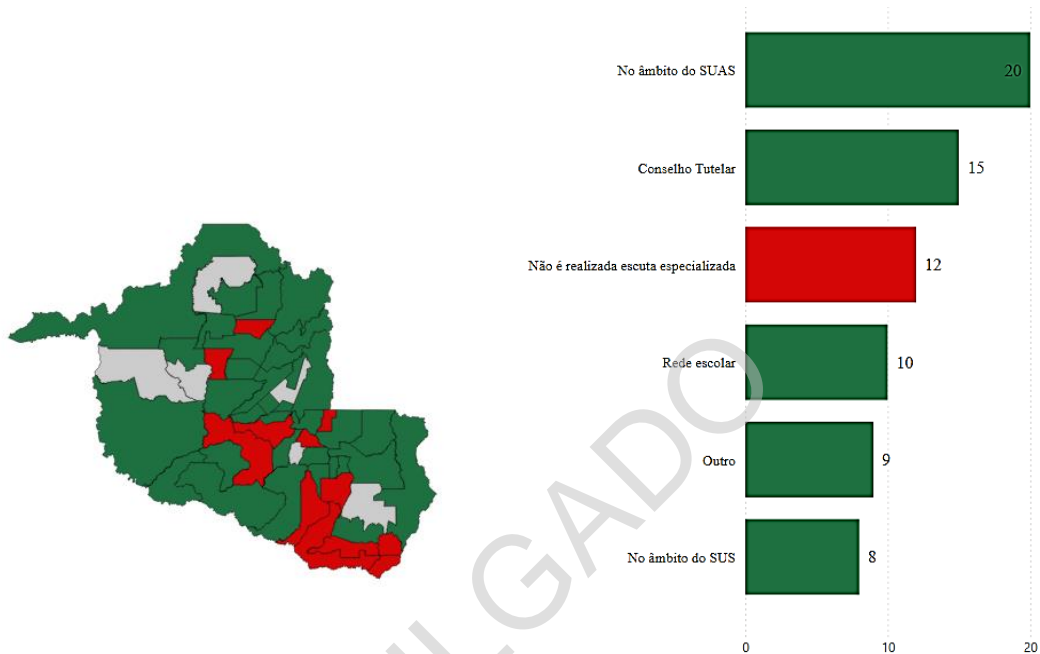 No âmbito do SUAS
20
Conselho Tutelar
15
Não é realizada escuta especializada
12
Rede escolar
10
Outro
9
No âmbito do SUS
8
0
10
20
LGADO